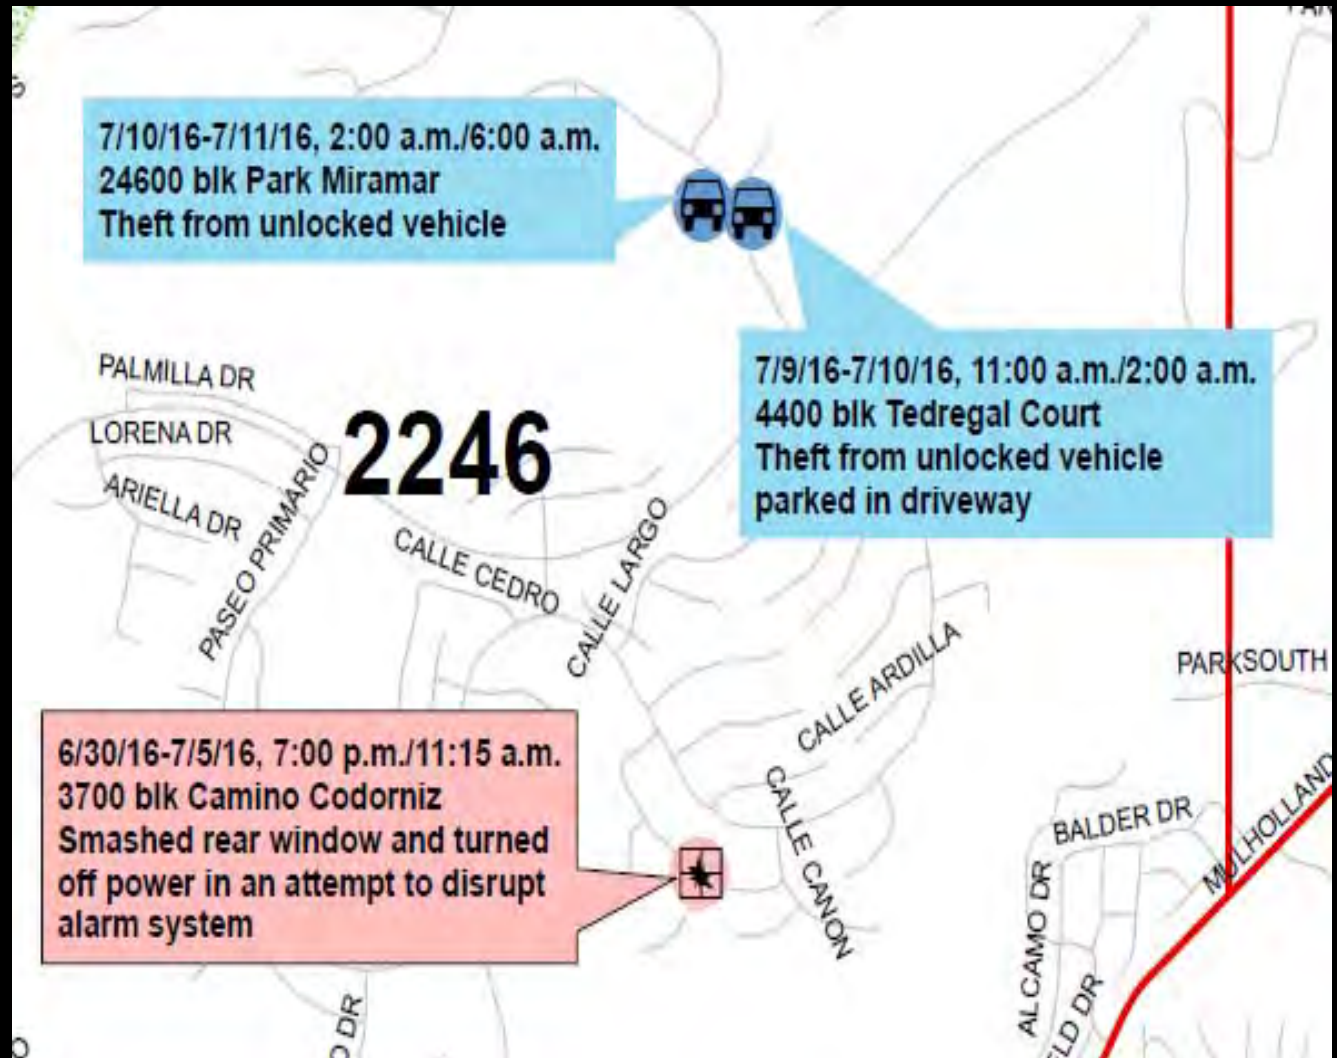 7/10/16-7/11/16, 2:00 a.m./6:00 a.m.
24600 blk Park Miramar
Theft from unlocked vehicle
7/9/16-7/10/16, 11:00 a.m./2:00 a.m.
4400 blk Tedregal Court
Theft from unlocked vehicle
parked in driveway
PALMILLA DR
LORENA DR
ARIELLA DR
PASEO PRIMARIO
2246
CALLE CEDRO
CALLE LARGO
CALLE ARDILLA
CALLE CANON
PARKSOUTH
6/30/16-7/5/16, 7:00 p.m./11:15 a.m.
3700 blk Camino Codorniz
Smashed rear window and turned
off power in an attempt to disrupt
alarm system
BALDER DR
MULHOLLAND
ALCAMO DR
ELD DR
O DR